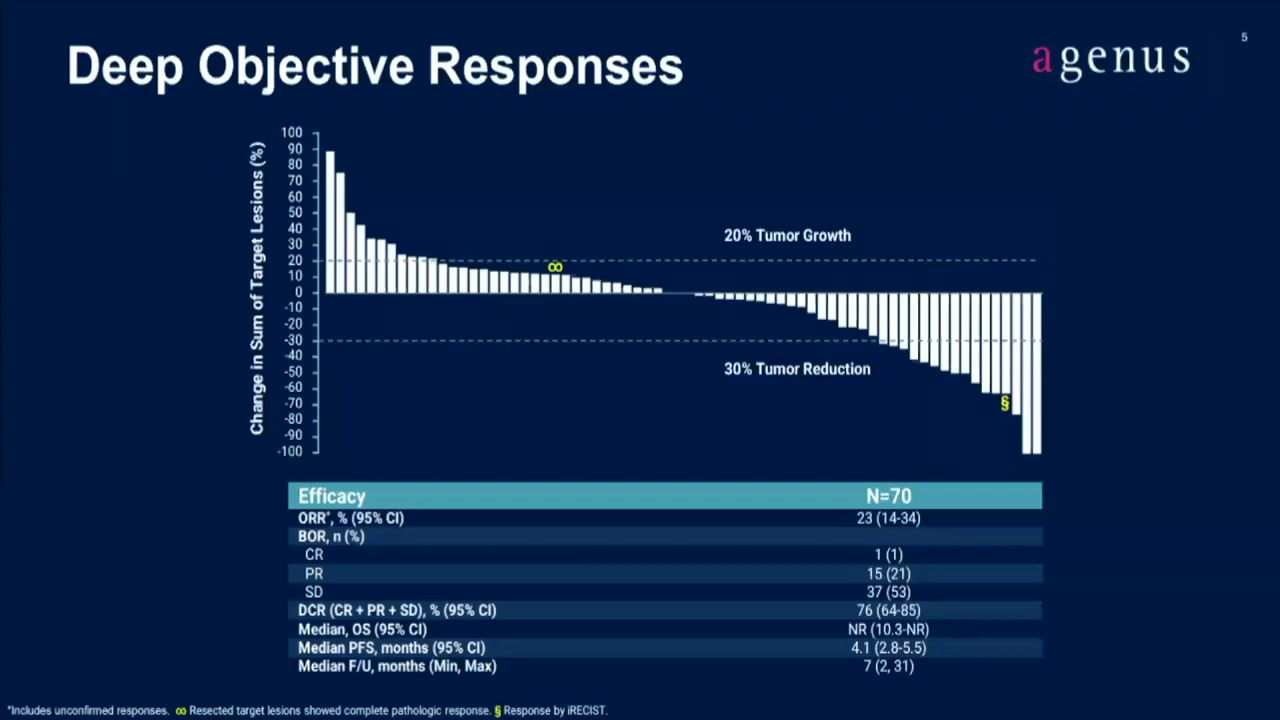 Deep Objective Responses
agenus
5
Change in Sum of Target Lesions (%)
100
90
80
70
60
50
40
30
20
10
0
-10
-20
-30
-40
-50
-60
-70
-80
-90
-100
20% Tumor Growth
∞
30% Tumor Reduction
§
Efficacy N=70
ORR*, % (95% CI) 23 (14-34)
BOR, n (%)
CR 1 (1)
PR 15 (21)
SD 37 (53)
DCR (CR + PR + SD), % (95% CI) 76 (64-85)
Median, OS (95% CI) NR (10.3-NR)
Median PFS, months (95% CI) 4.1 (2.8-5.5)
Median F/U, months (Min, Max) 7 (2, 31)
*Includes unconfirmed responses. ∞ Resected target lesions showed complete pathologic response. § Response by iRECIST.